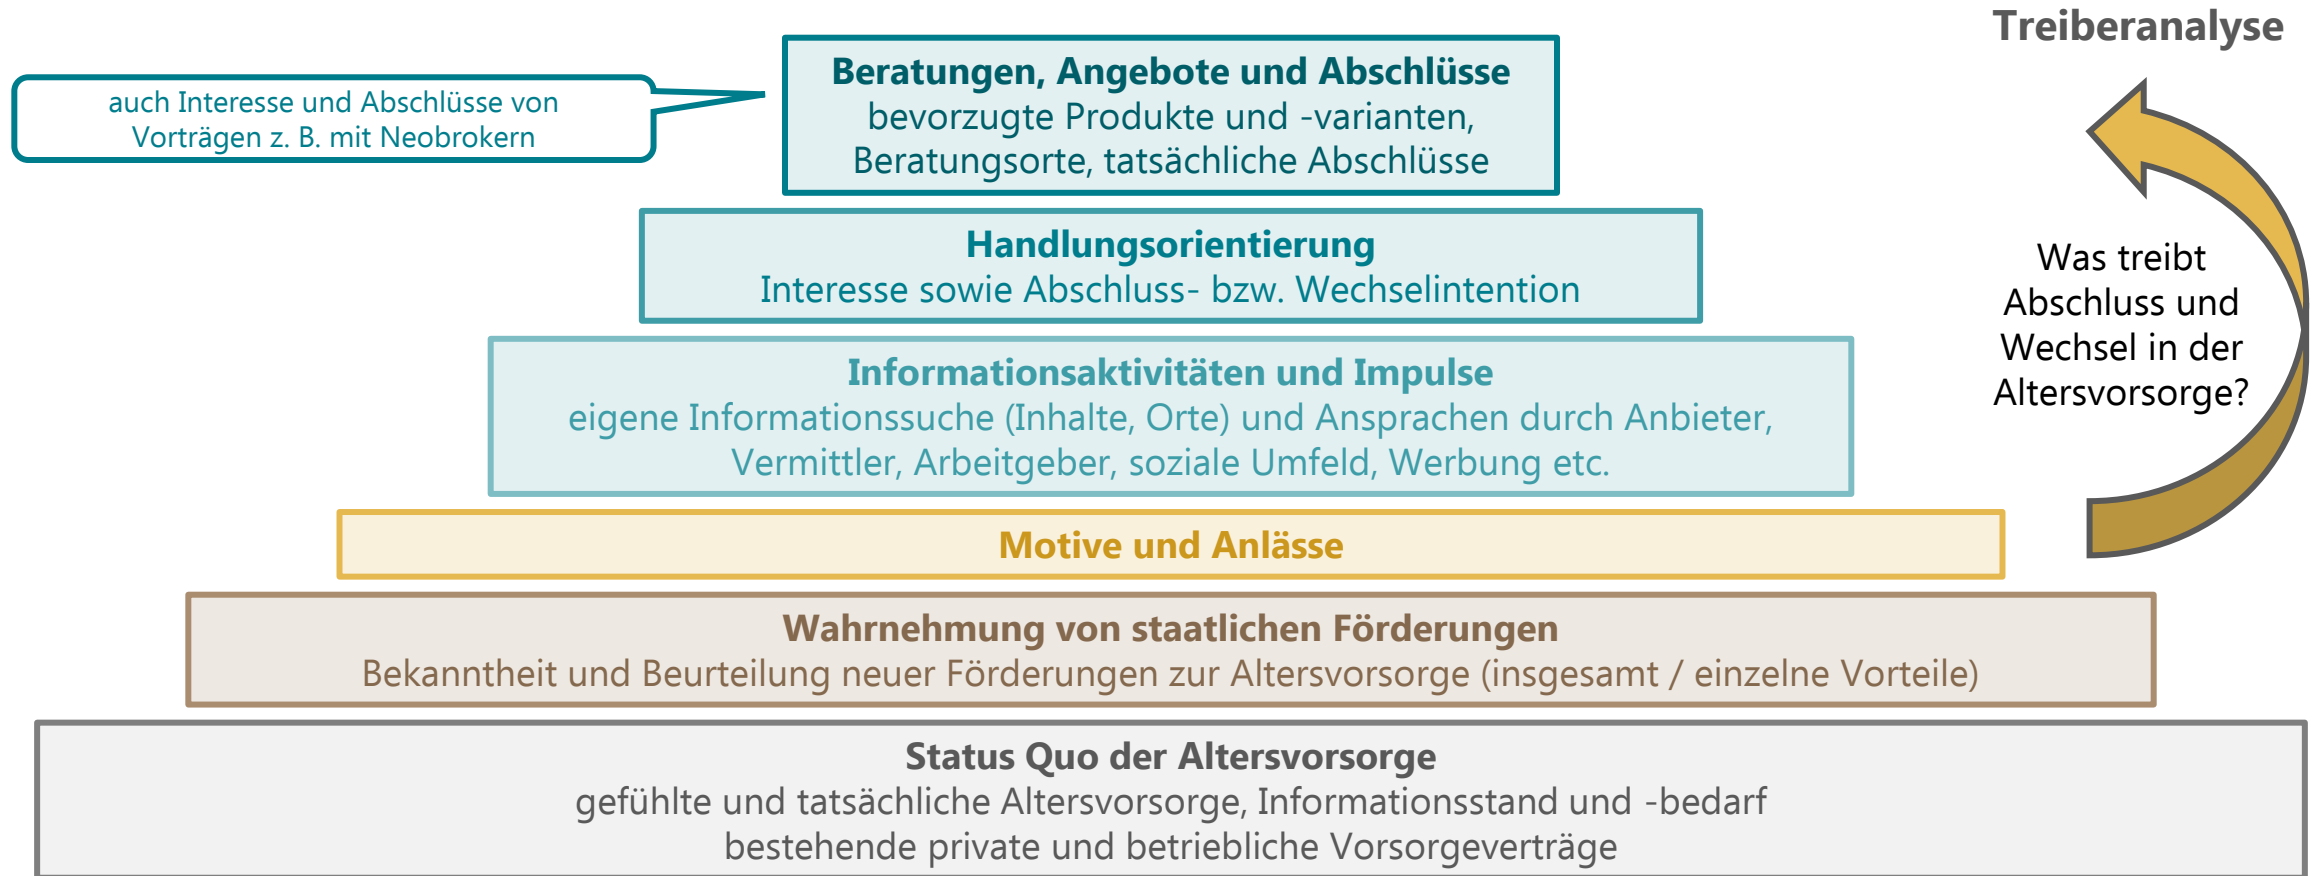 Treiberanalyse
Beratungen, Angebote und Abschlüsse
bevorzugte Produkte und -varianten,
Beratungsorte, tatsächliche Abschlüsse
auch Interesse und Abschlüsse von
Vorträgen z. B. mit Neobrokern
Handlungsorientierung
Interesse sowie Abschluss- bzw. Wechselintention
Was treibt
Abschluss und
Wechsel in der
Altersvorsorge?
Informationsaktivitäten und Impulse
eigene Informationssuche (Inhalte, Orte) und Ansprachen durch Anbieter,
Vermittler, Arbeitgeber, soziale Umfeld, Werbung etc.
Motive und Anlässe
Wahrnehmung von staatlichen Förderungen
Bekanntheit und Beurteilung neuer Förderungen zur Altersvorsorge (insgesamt / einzelne Vorteile)
Status Quo der Altersvorsorge
gefühlte und tatsächliche Altersvorsorge, Informationsstand und -bedarf
bestehende private und betriebliche Vorsorgeverträge